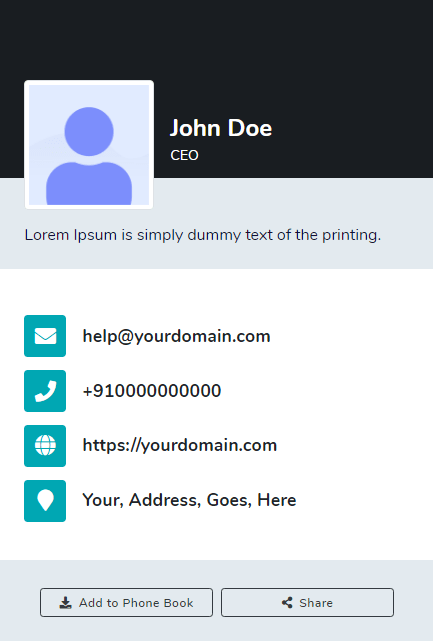 John Doe
CEO
Lorem Ipsum is simply dummy text of the printing.
help@yourdomain.com
+910000000000
https://yourdomain.com
Your, Address, Goes, Here
Add to Phone Book
Share